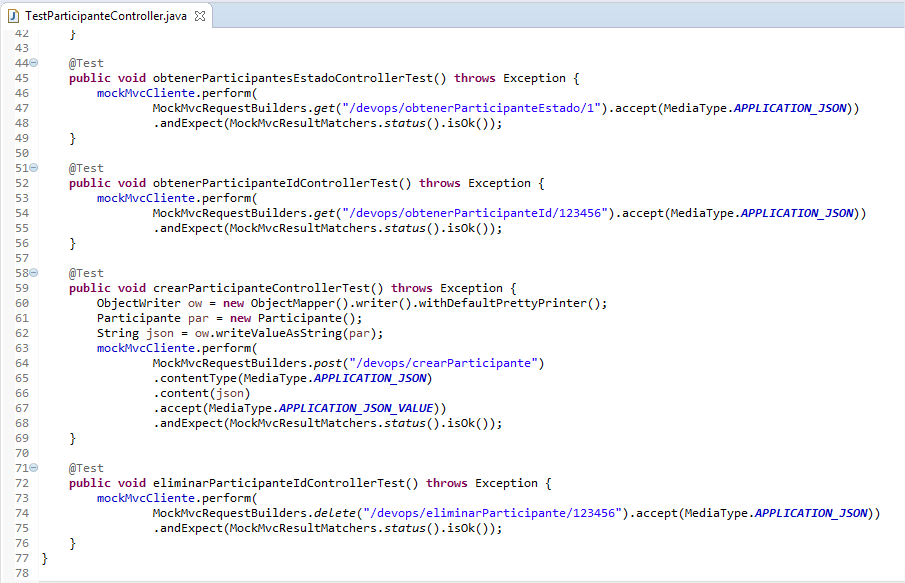 TestParticipanteController.java
42 }
43
44 @Test
45 public void obtenerParticipantesEstadoControllerTest() throws Exception {
46 mockMvcCliente.perform(
47 MockMvcRequestBuilders.get("/devops/obtenerParticipanteEstado/1").accept(MediaType.APPLICATION_JSON))
48 .andExpect(MockMvcResultMatchers.status().isOk());
49 }
50
51 @Test
52 public void obtenerParticipanteIdControllerTest() throws Exception {
53 mockMvcCliente.perform(
54 MockMvcRequestBuilders.get("/devops/obtenerParticipanteId/123456").accept(MediaType.APPLICATION_JSON))
55 .andExpect(MockMvcResultMatchers.status().isOk());
56 }
57
58 @Test
59 public void crearParticipanteControllerTest() throws Exception {
60 ObjectWriter ow = new ObjectMapper().writer().withDefaultPrettyPrinter();
61 Participante par = new Participante();
62 String json = ow.writeValueAsString(par);
63 mockMvcCliente.perform(
64 MockMvcRequestBuilders.post("/devops/crearParticipante")
65 .contentType(MediaType.APPLICATION_JSON)
66 .content(json)
67 .accept(MediaType.APPLICATION_JSON_VALUE))
68 .andExpect(MockMvcResultMatchers.status().isOk());
69 }
70
71 @Test
72 public void eliminarParticipanteIdControllerTest() throws Exception {
73 mockMvcCliente.perform(
74 MockMvcRequestBuilders.delete("/devops/eliminarParticipante/123456").accept(MediaType.APPLICATION_JSON))
75 .andExpect(MockMvcResultMatchers.status().isOk());
76 }
77 }
78